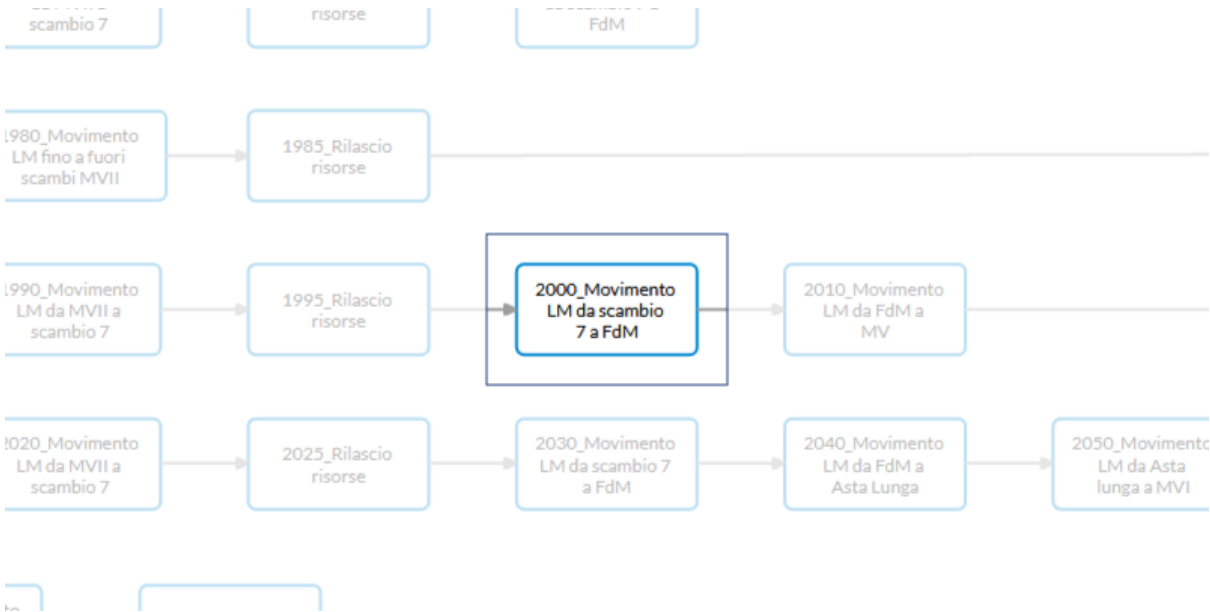 scambio 7
risorse
FdM
1980_Movimento
LM fino a fuori
scambi MVII
1985_Rilascio
risorse
1990_Movimento
LM da MVII a
scambio 7
1995_Rilascio
risorse
2000_Movimento
LM da scambio
7 a FdM
2010_Movimento
LM da FdM a
MV
2020_Movimento
LM da MVII a
scambio 7
2025_Rilascio
risorse
2030_Movimento
LM da scambio 7
a FdM
2040_Movimento
LM da FdM a
Asta Lunga
2050_Movimento
LM da Asta
lunga a MVI